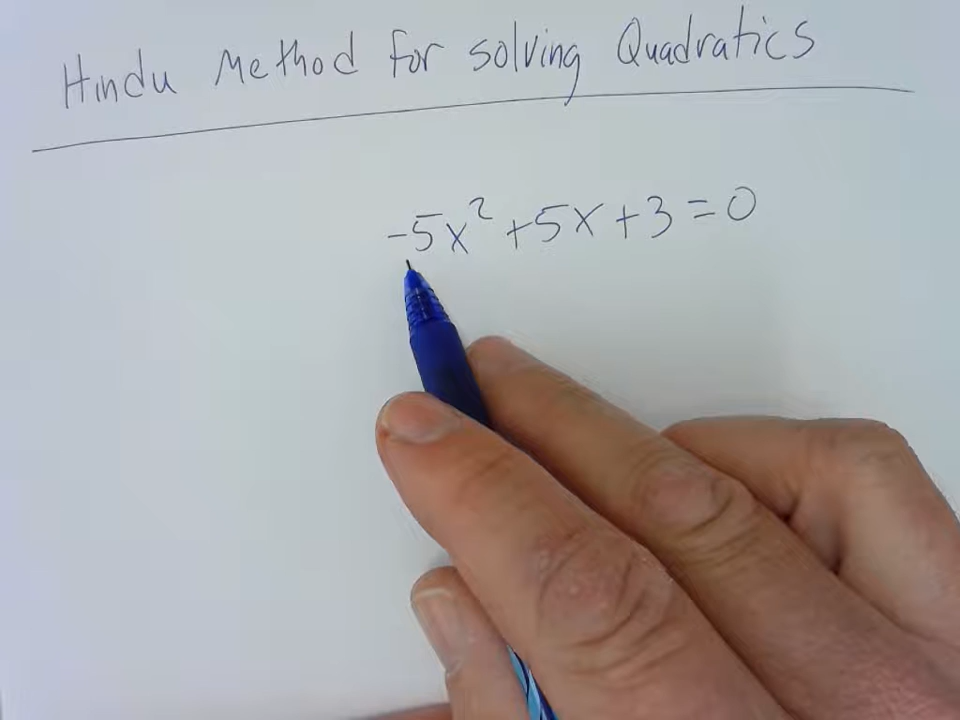 Hindu Method for solving Quadratics
-5x² +5x +3 = 0